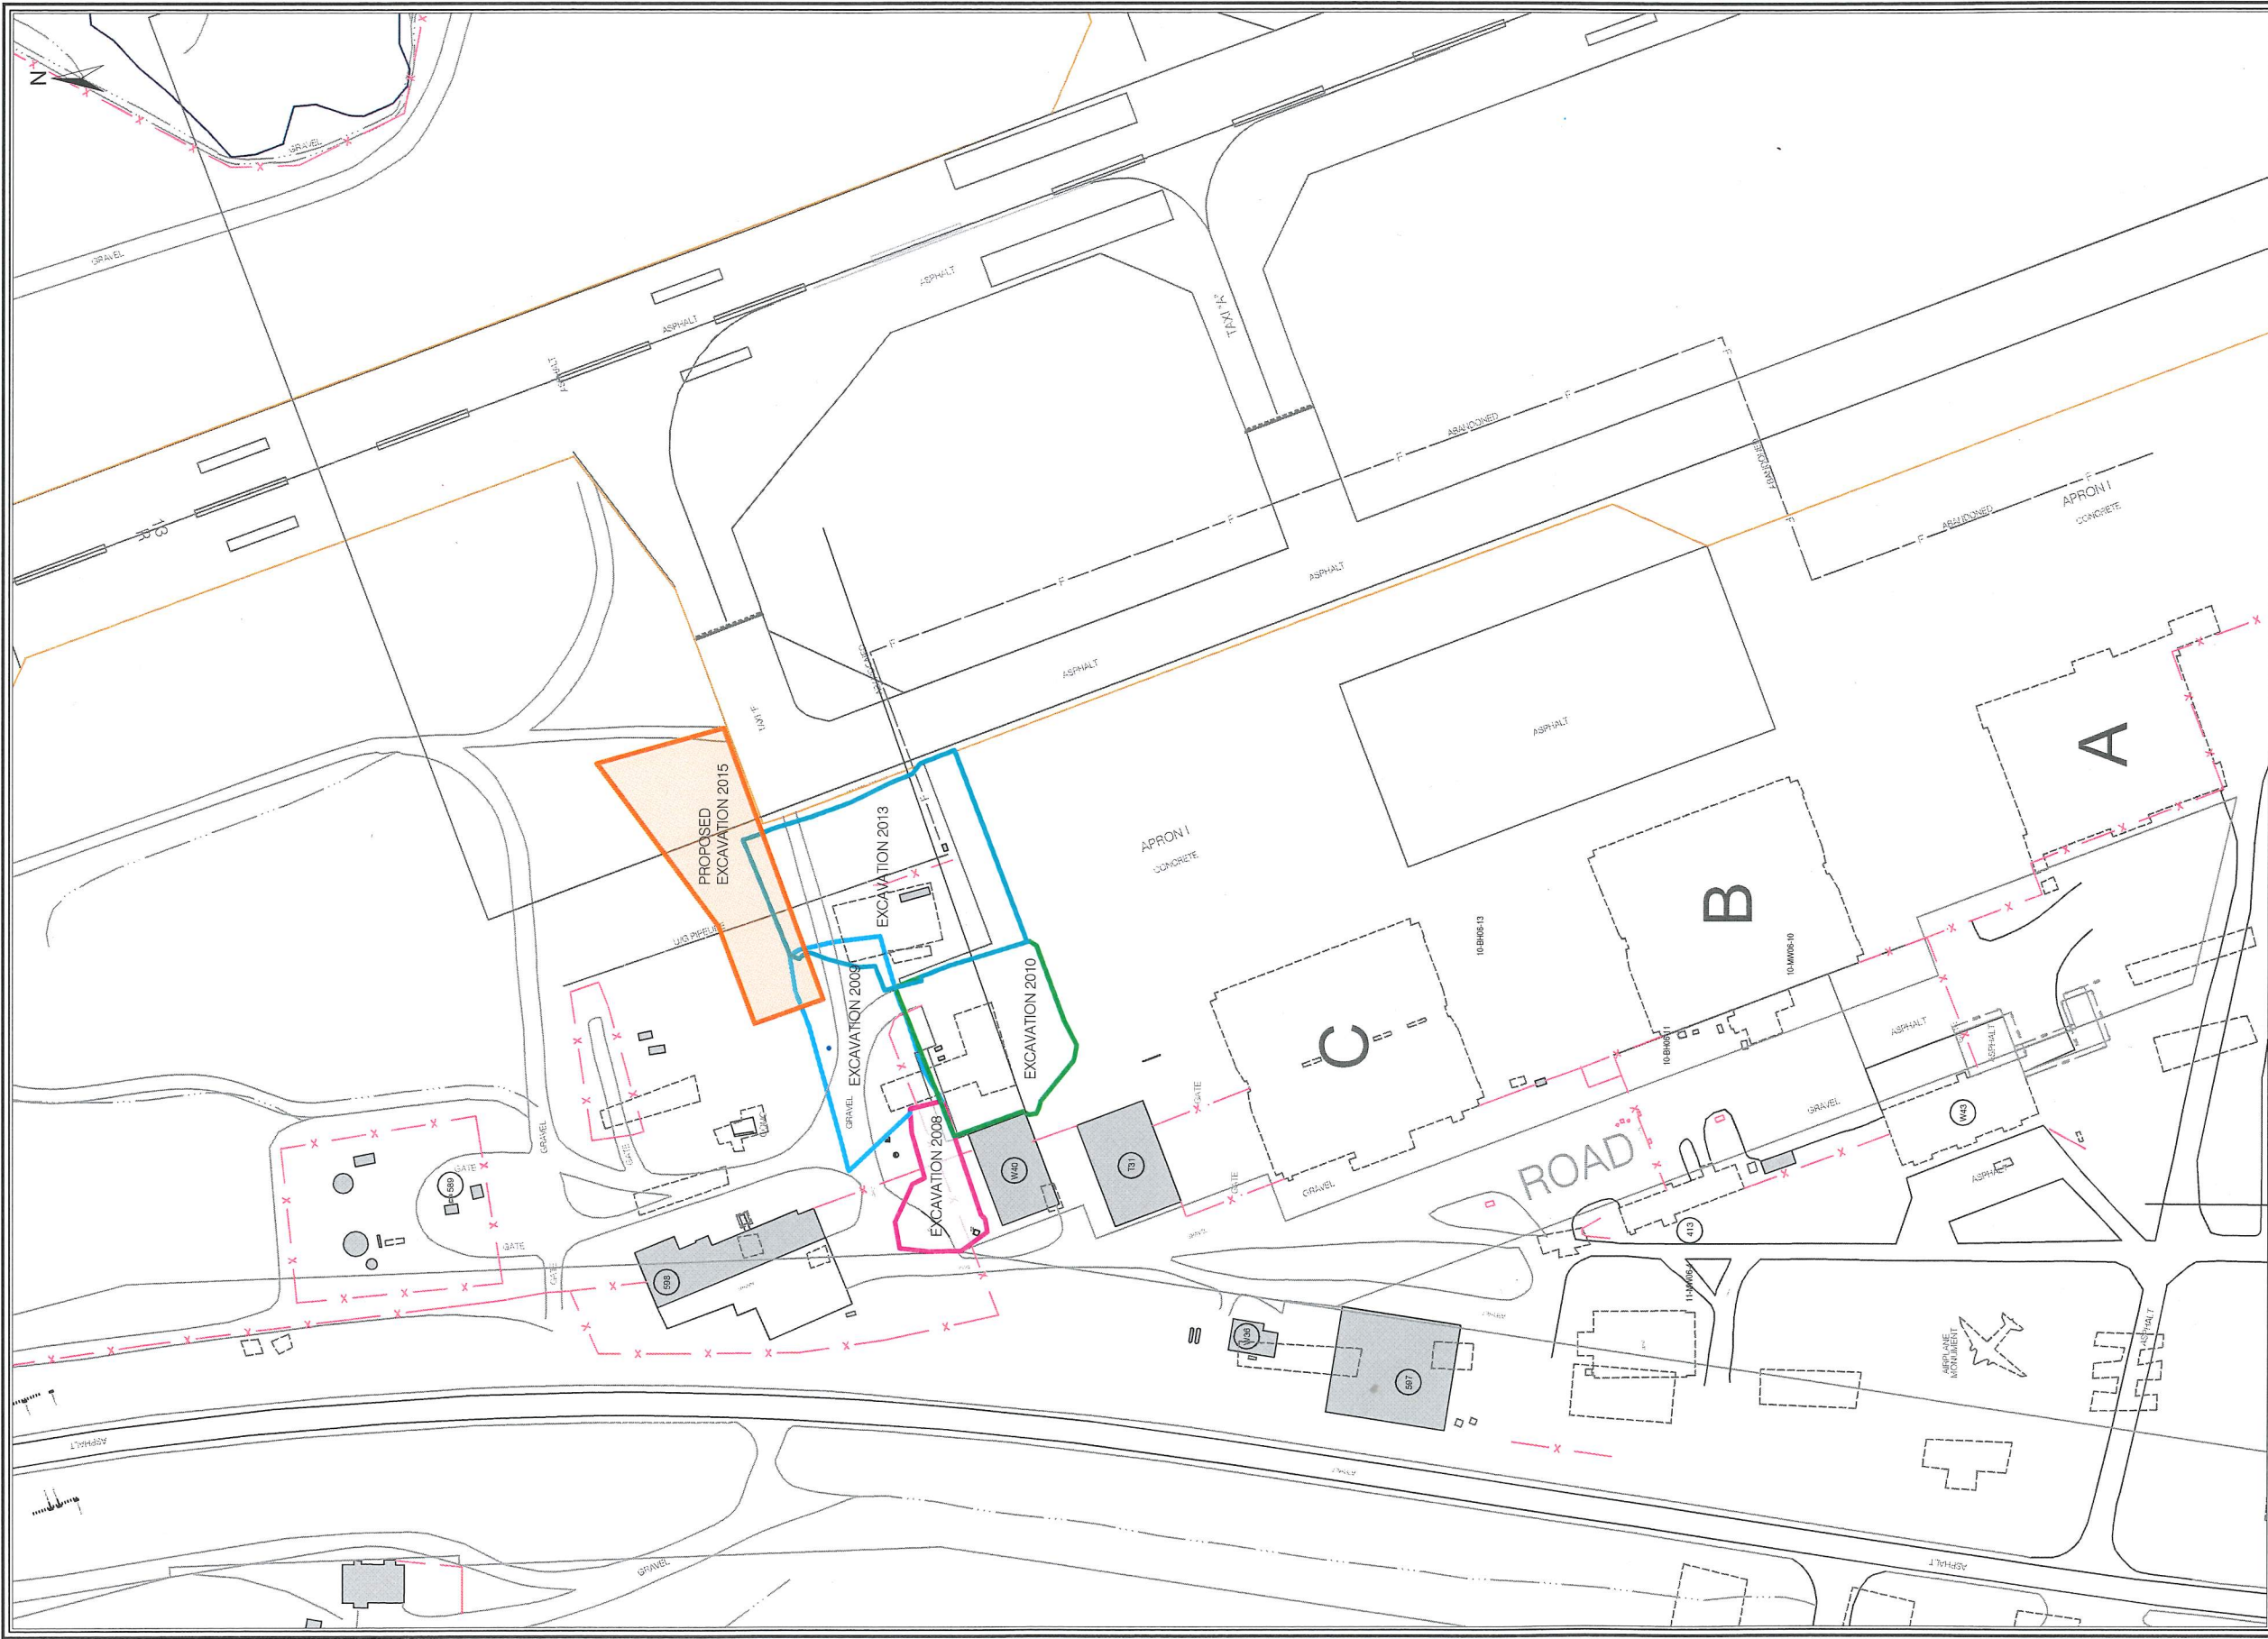 N
GRAVEL
GRAVEL
13
R
ASPHALT
ASPHALT
ASPHALT
TAXI "A"
ABANDONED
ABANDONED
ABANDONED
APRON I
CONCRETE
ASPHALT
ASPHALT
ASPHALT
TAXI F
PROPOSED
EXCAVATION 2015
U/G PIPELINE
EXCAVATION 2013
EXCAVATION 2009
EXCAVATION 2010
EXCAVATION 2008
APRON I
CONCRETE
A
B
C
10-BH06-13
10-MW06-10
GRAVEL
GRAVEL
GATE
GATE
GATE
GATE
589
598
W40
T31
GATE
GATE
GRAVEL
ROAD
GRAVEL
ASPHALT
ASPHALT
W43
ASPHALT
413
W36
597
AIRPLANE
MONUMENT
ASPHALT
ASPHALT
GRAVEL
ASPHALT